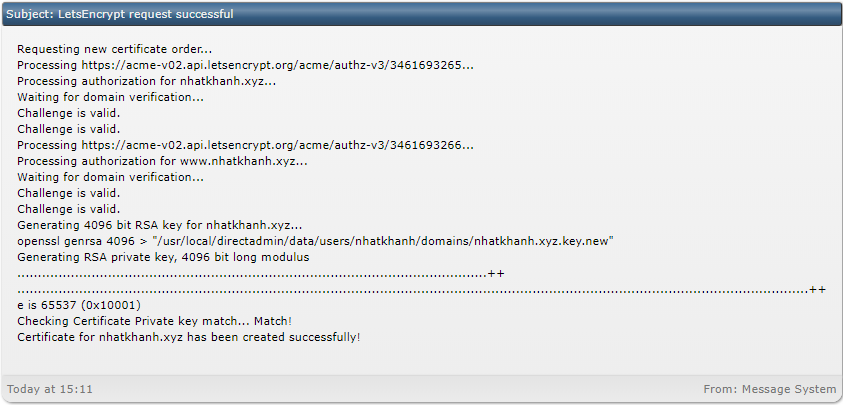 Subject: LetsEncrypt request successful
Requesting new certificate order...
Processing https://acme-v02.api.letsencrypt.org/acme/authz-v3/3461693265...
Processing authorization for nhatkhanh.xyz...
Waiting for domain verification...
Challenge is valid.
Challenge is valid.
Processing https://acme-v02.api.letsencrypt.org/acme/authz-v3/3461693266...
Processing authorization for www.nhatkhanh.xyz...
Waiting for domain verification...
Challenge is valid.
Challenge is valid.
Generating 4096 bit RSA key for nhatkhanh.xyz...
openssl genrsa 4096 > "/usr/local/directadmin/data/users/nhatkhanh/domains/nhatkhanh.xyz.key.new"
Generating RSA private key, 4096 bit long modulus
.....................................................................................................................++
.....................................................................................................................................................................................................++
e is 65537 (0x10001)
Checking Certificate Private key match... Match!
Certificate for nhatkhanh.xyz has been created successfully!
Today at 15:11 From: Message System